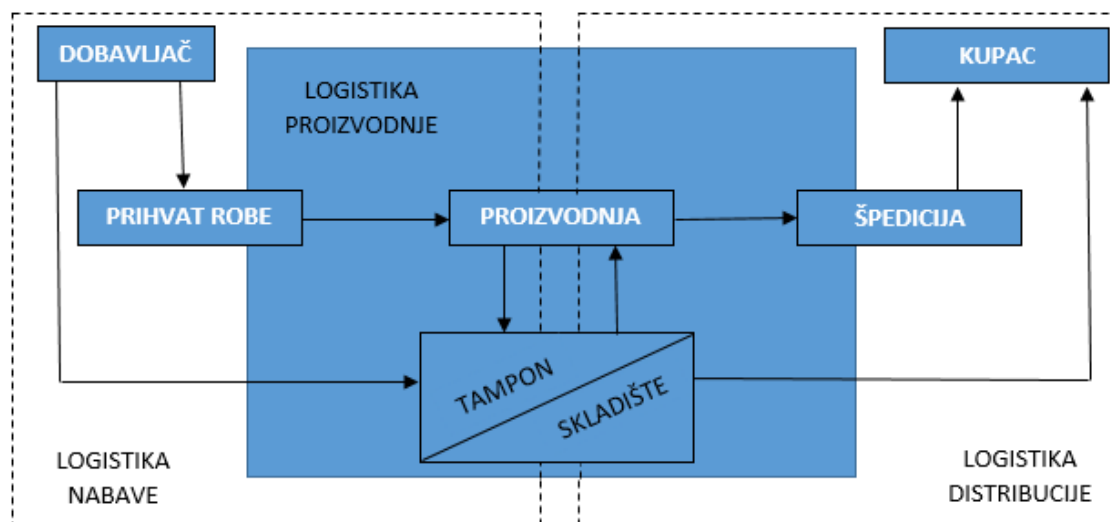 DOBAVLJAČ
KUPAC
LOGISTIKA
PROIZVODNJE
PRIHVAT ROBE
PROIZVODNJA
ŠPEDICIJA
TAMPON
SKLADIŠTE
LOGISTIKA
NABAVE
LOGISTIKA
DISTRIBUCIJE